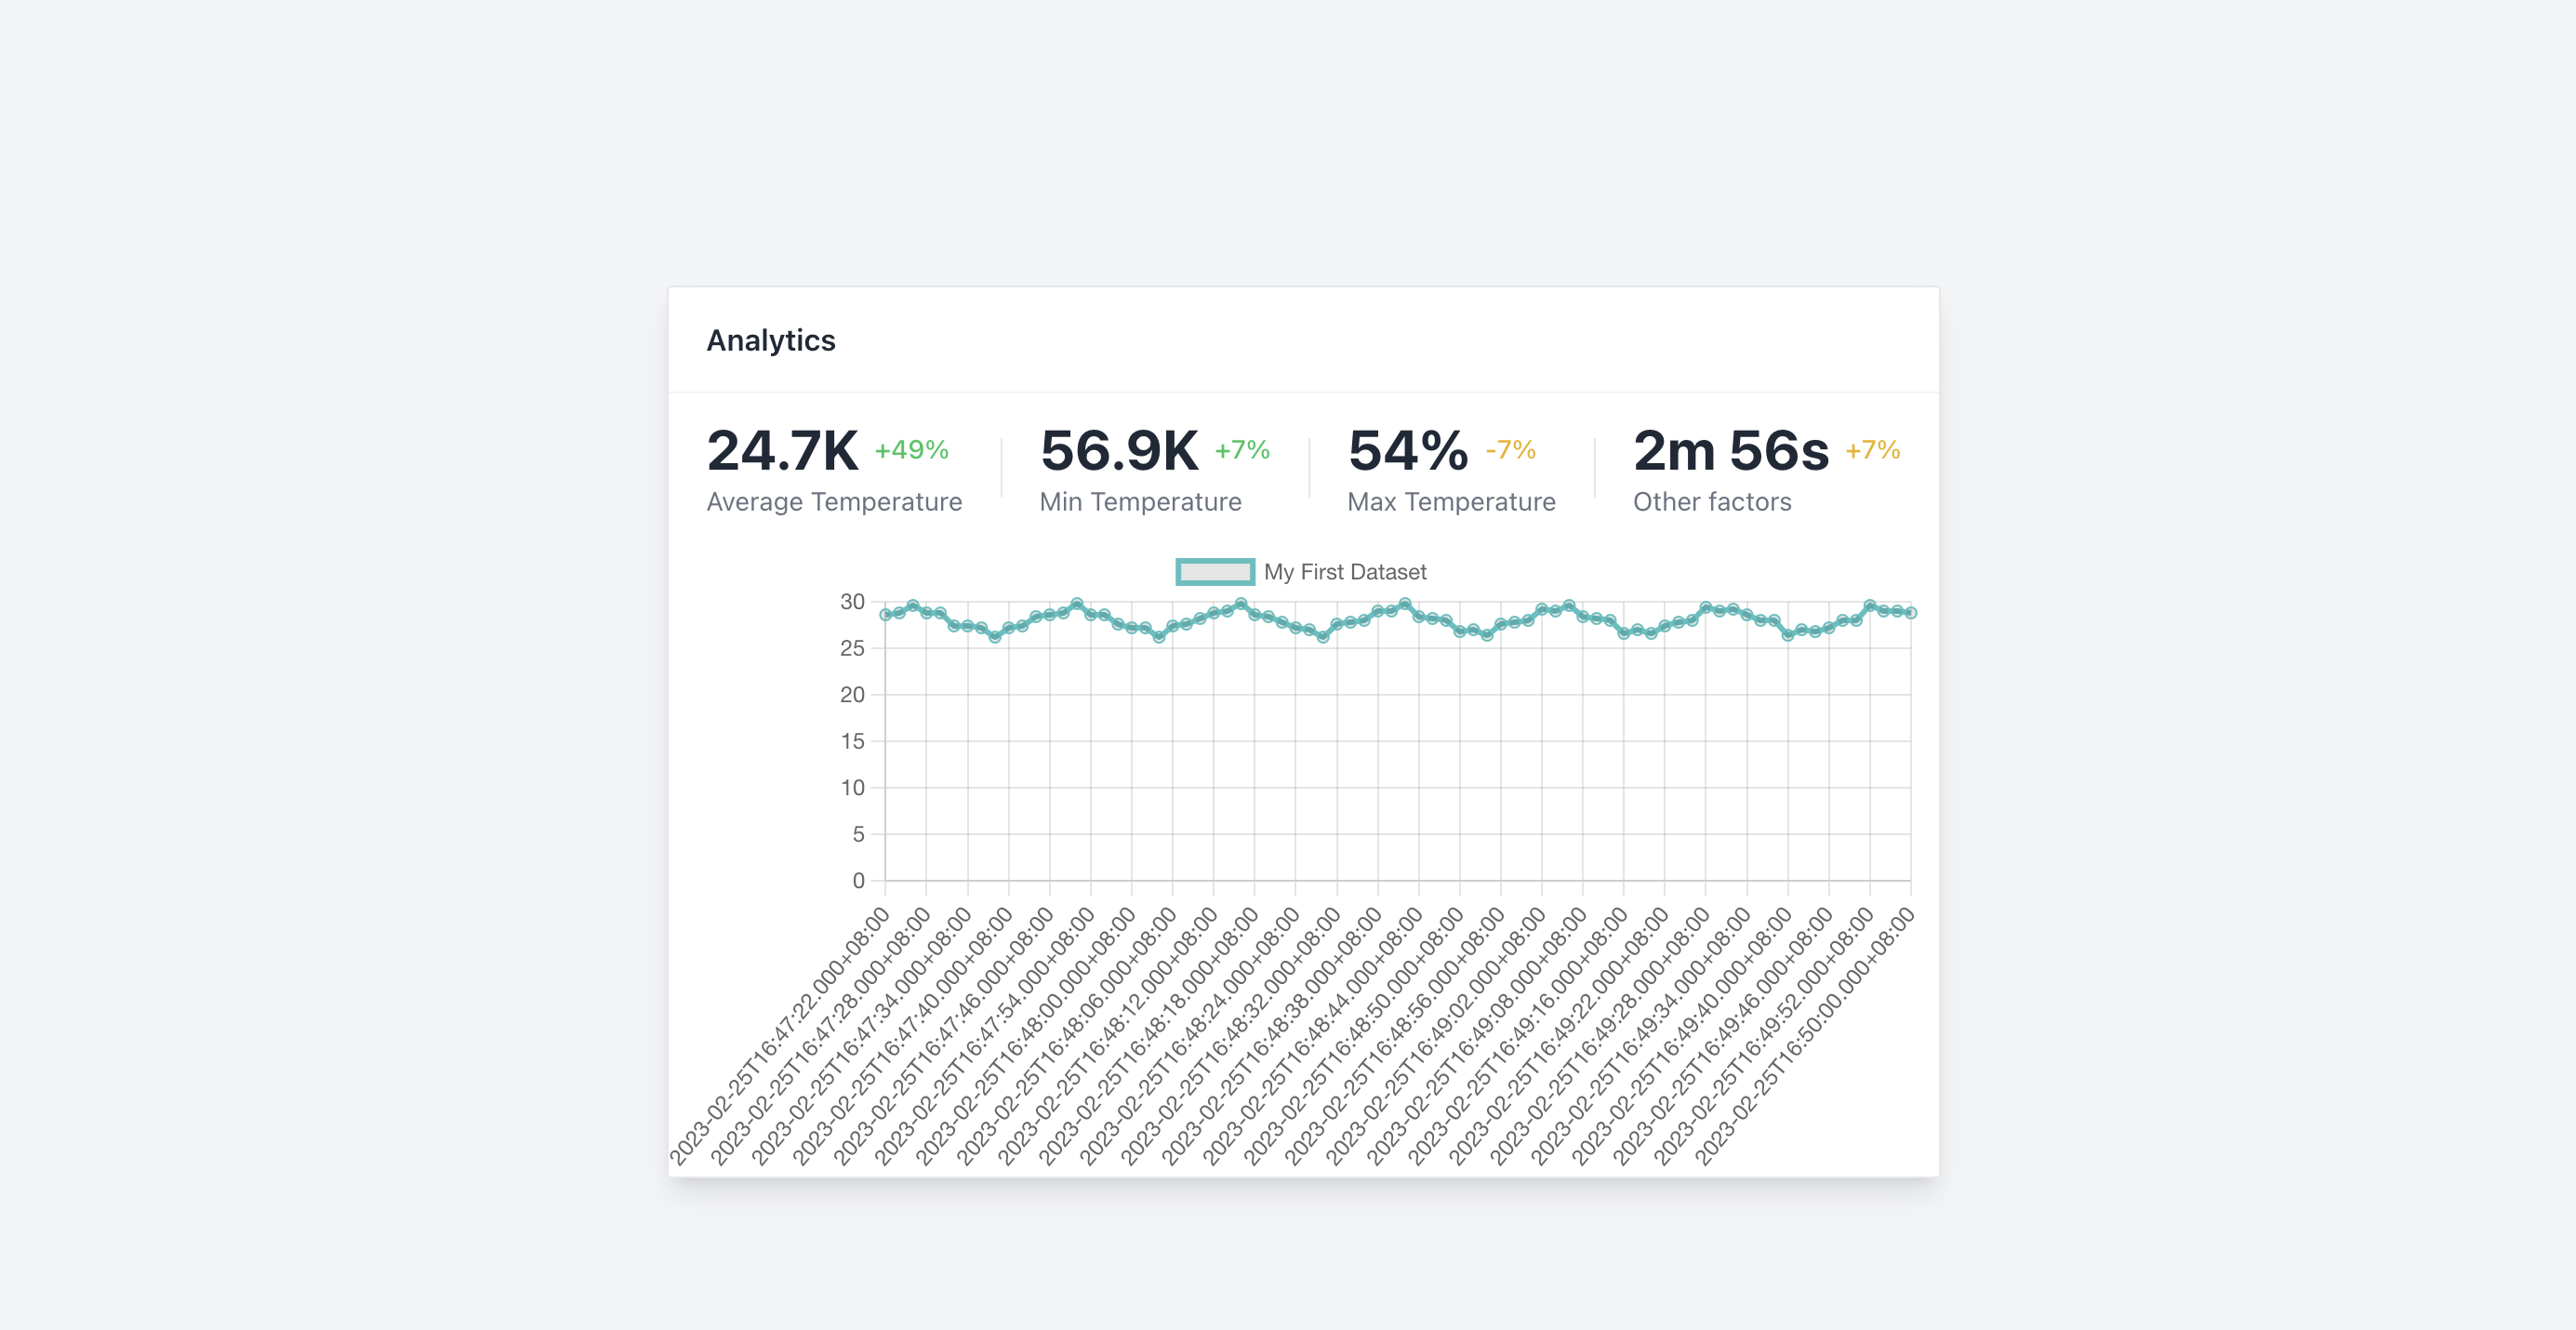 Analytics
24.7K +49%
Average Temperature
56.9K +7%
Min Temperature
54% -7%
Max Temperature
2m 56s +7%
Other factors
My First Dataset
30
25
20
15
10
5
0
2023-02-25T16:47:22.000+08:00
2023-02-25T16:47:28.000+08:00
2023-02-25T16:47:34.000+08:00
2023-02-25T16:47:40.000+08:00
2023-02-25T16:47:46.000+08:00
2023-02-25T16:47:54.000+08:00
2023-02-25T16:48:00.000+08:00
2023-02-25T16:48:06.000+08:00
2023-02-25T16:48:12.000+08:00
2023-02-25T16:48:18.000+08:00
2023-02-25T16:48:24.000+08:00
2023-02-25T16:48:32.000+08:00
2023-02-25T16:48:38.000+08:00
2023-02-25T16:48:44.000+08:00
2023-02-25T16:48:50.000+08:00
2023-02-25T16:48:56.000+08:00
2023-02-25T16:49:02.000+08:00
2023-02-25T16:49:08.000+08:00
2023-02-25T16:49:16.000+08:00
2023-02-25T16:49:22.000+08:00
2023-02-25T16:49:28.000+08:00
2023-02-25T16:49:34.000+08:00
2023-02-25T16:49:40.000+08:00
2023-02-25T16:49:46.000+08:00
2023-02-25T16:49:52.000+08:00
2023-02-25T16:50:00.000+08:00